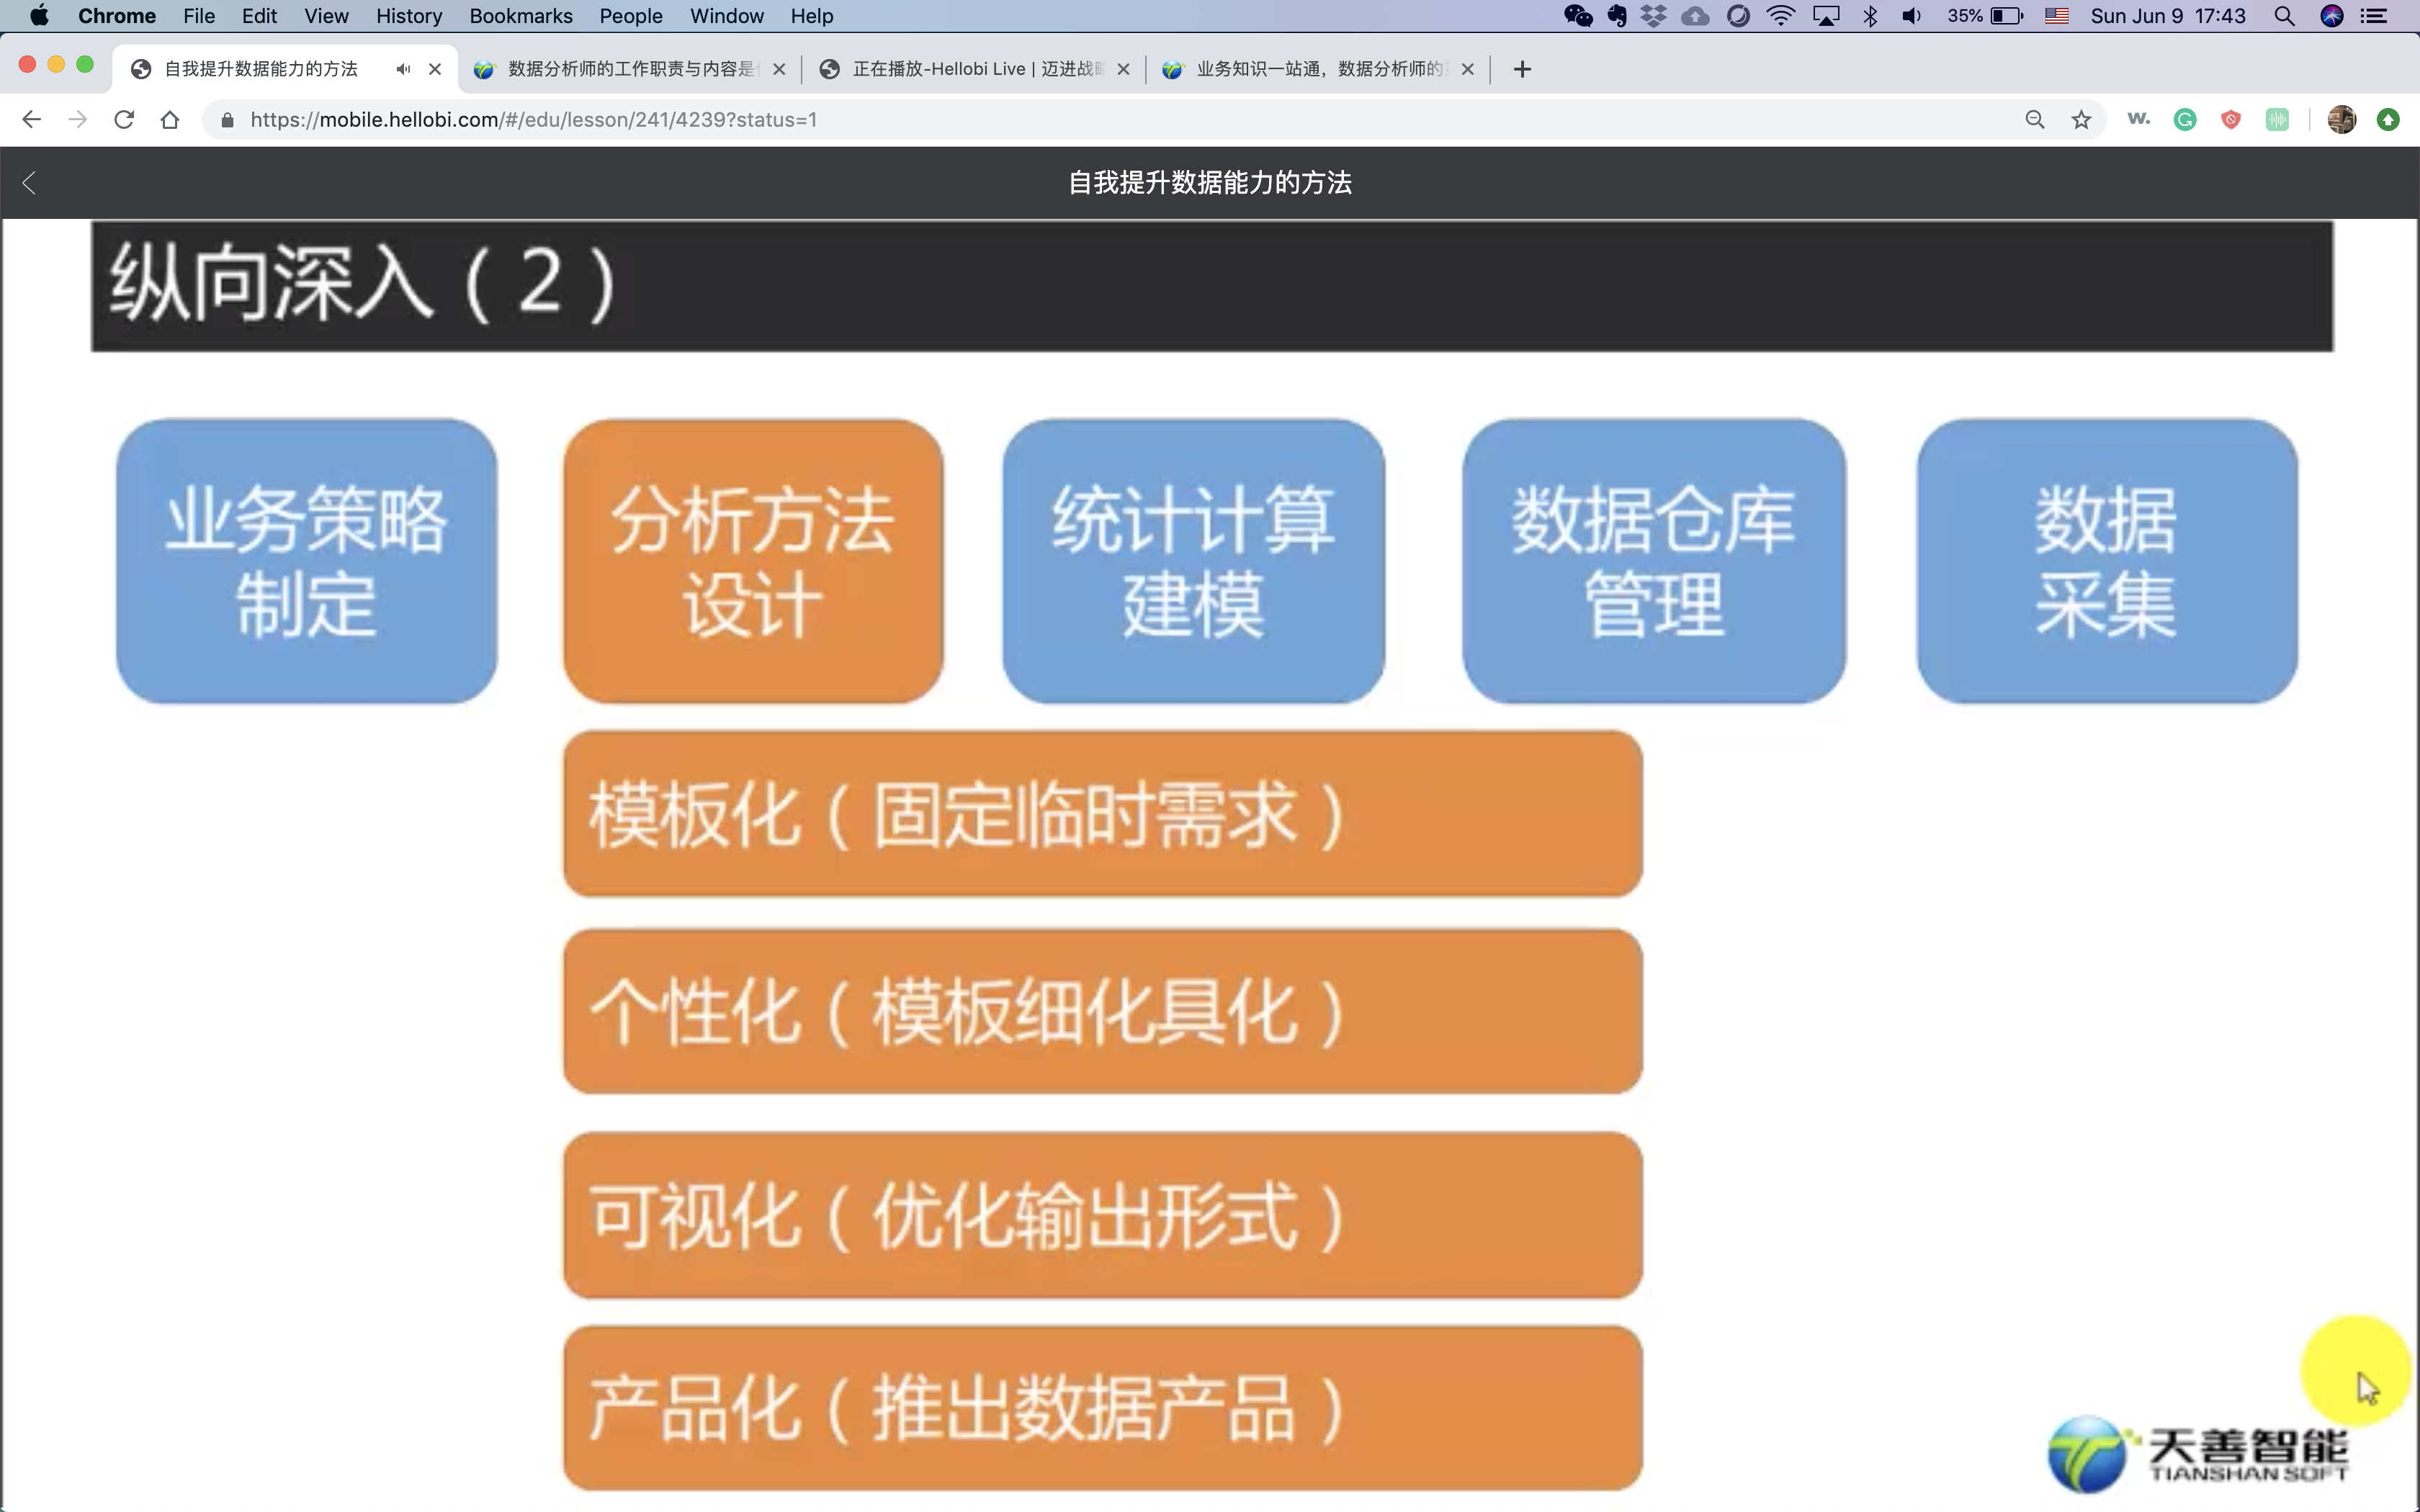 Chrome File Edit View History Bookmarks People Window Help 35% Sun Jun 9 17:43
自我提升数据能力的方法 数据分析师的工作职责与内容是 正在播放-Hellobi Live | 迈进战 业务知识一站通，数据分析师的
https://mobile.hellobi.com/#/edu/lesson/241/4239?status=1
自我提升数据能力的方法
纵向深入（2）
业务策略
制定
分析方法
设计
统计计算
建模
数据仓库
管理
数据
采集
模板化（固定临时需求）
个性化（模板细化具化）
可视化（优化输出形式）
产品化（推出数据产品）
天善智能
TIANSHAN SOFT